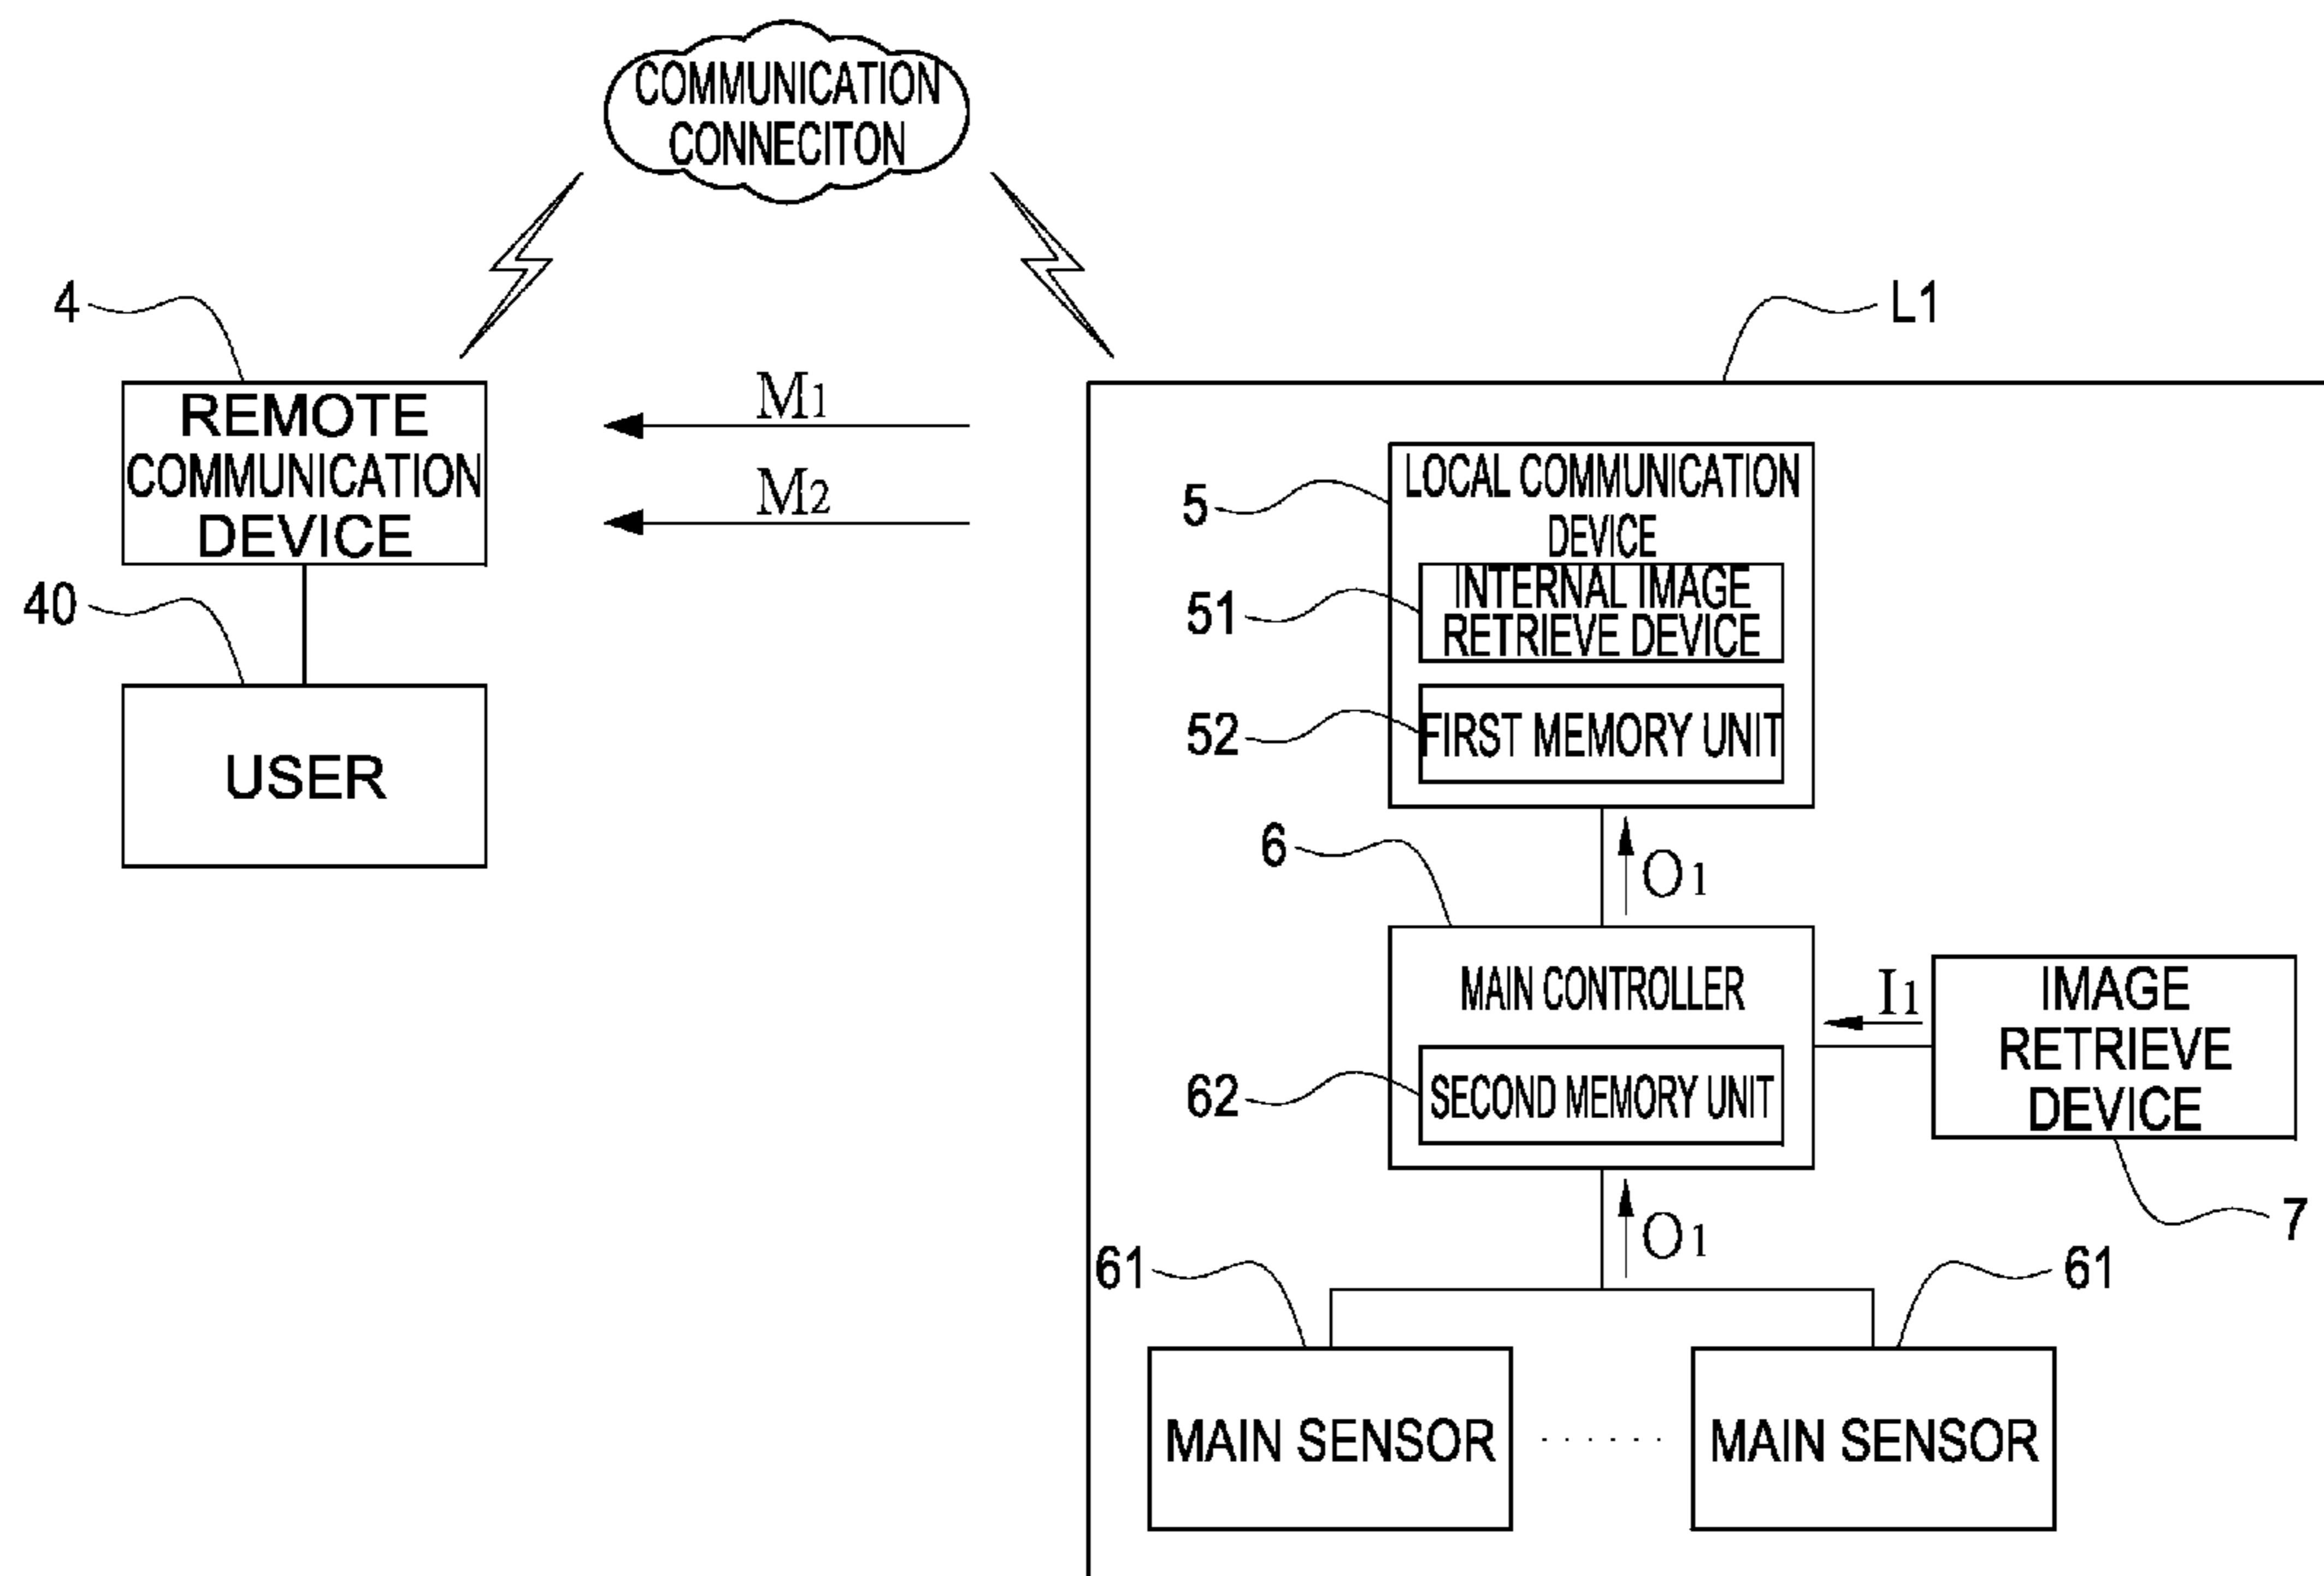 COMMUNICATION
CONNECITON
4
L1
REMOTE
COMMUNICATION
DEVICE
M1
M2
40
USER
5
LOCAL COMMUNICATION
DEVICE
51
INTERNAL IMAGE
RETRIEVE DEVICE
52
FIRST MEMORY UNIT
6
O1
MAIN CONTROLLER
I1
IMAGE
RETRIEVE
DEVICE
62
SECOND MEMORY UNIT
7
61
O1
61
MAIN SENSOR
......
MAIN SENSOR